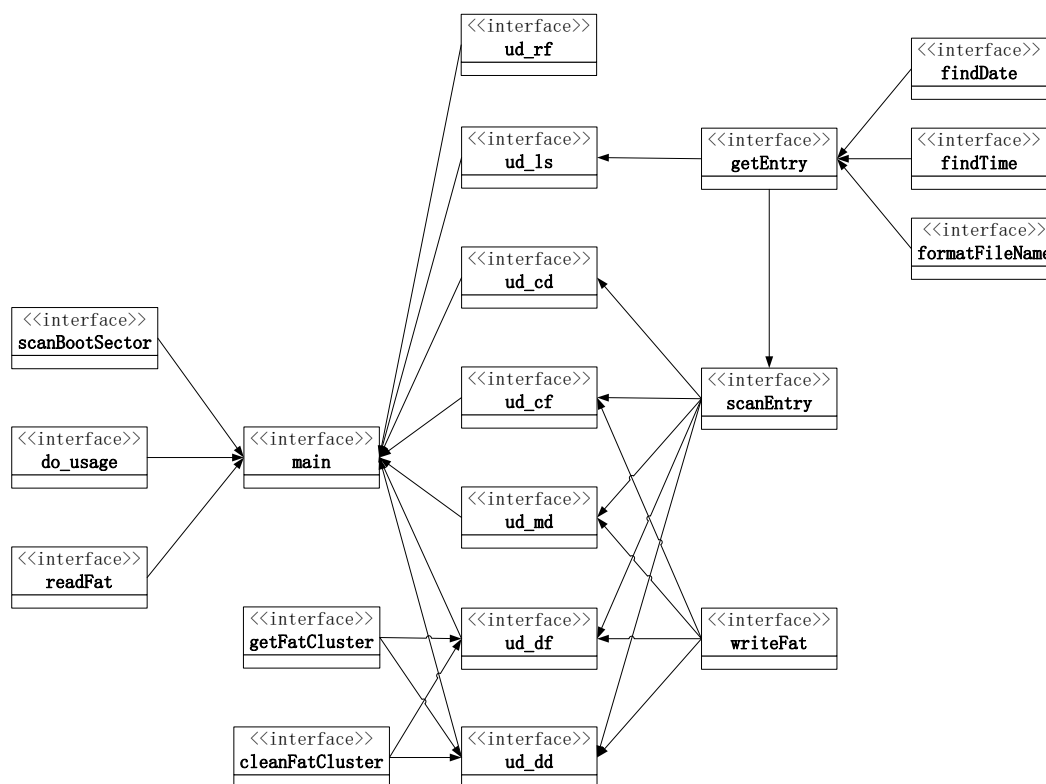 <<interface>>
ud_rf
<<interface>>
findDate
<<interface>>
ud_ls
<<interface>>
getEntry
<<interface>>
findTime
<<interface>>
formatFileName
<<interface>>
ud_cd
<<interface>>
scanBootSector
<<interface>>
ud_cf
<<interface>>
scanEntry
<<interface>>
do_usage
<<interface>>
main
<<interface>>
ud_md
<<interface>>
readFat
<<interface>>
getFatCluster
<<interface>>
ud_df
<<interface>>
writeFat
<<interface>>
cleanFatCluster
<<interface>>
ud_dd